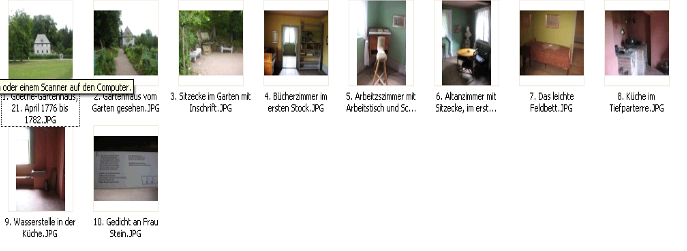 oder einem Scanner auf den Computer.
1. Goethe-Gartenhaus,
21. April 1776 bis
1782.JPG
2. Gartenhaus vom
Garten gesehen.JPG
3. Sitzecke im Garten mit
Inschrift.JPG
4. Bücherzimmer im
ersten Stock.JPG
5. Arbeitszimmer mit
Arbeitstisch und Sc...
6. Altanzimmer mit
Sitzecke, im erst...
7. Das leichte
Feldbett.JPG
8. Küche im
Tiefparterre.JPG
9. Wasserstelle in der
Küche.JPG
10. Gedicht an Frau
Stein.JPG